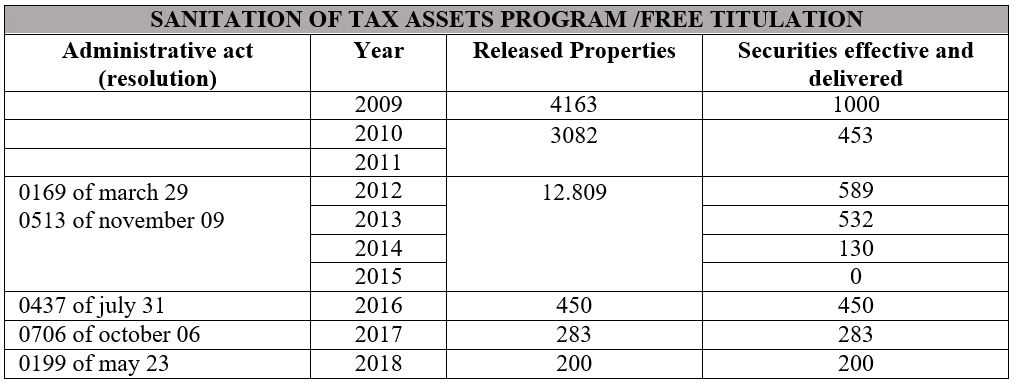 SANITATION OF TAX ASSETS PROGRAM /FREE TITULATION
Administrative act (resolution) Year Released Properties Securities effective and delivered
2009 4163 1000
2010 3082 453
2011
0169 of march 29 2012 12.809 589
0513 of november 09 2013 532
2014 130
2015 0
0437 of july 31 2016 450 450
0706 of october 06 2017 283 283
0199 of may 23 2018 200 200